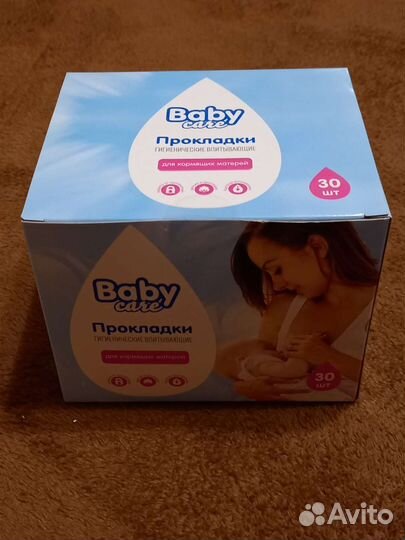 Baby
care
Прокладки
ГИГИЕНИЧЕСКИЕ ВПИТЫВАЮЩИЕ
для кормящих матерей
30
шт
Baby
care
Прокладки
ГИГИЕНИЧЕСКИЕ ВПИТЫВАЮЩИЕ
для кормящих матерей
30
шт
Avito